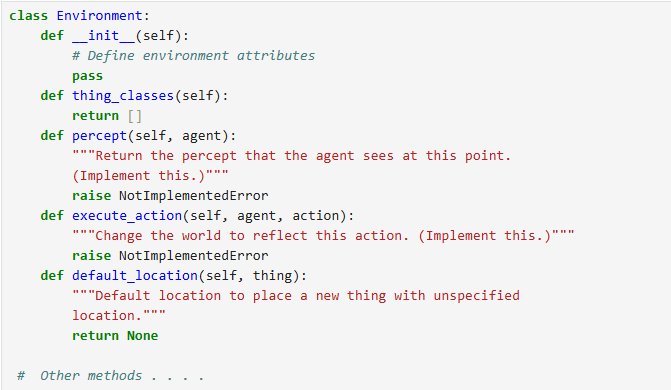 class Environment:
    def __init__(self):
        # Define environment attributes
        pass
    def thing_classes(self):
        return []
    def percept(self, agent):
        """Return the percept that the agent sees at this point.
        (Implement this.)"""
        raise NotImplementedError
    def execute_action(self, agent, action):
        """Change the world to reflect this action. (Implement this.)"""
        raise NotImplementedError
    def default_location(self, thing):
        """Default location to place a new thing with unspecified
        location."""
        return None
 #  Other methods . . . .